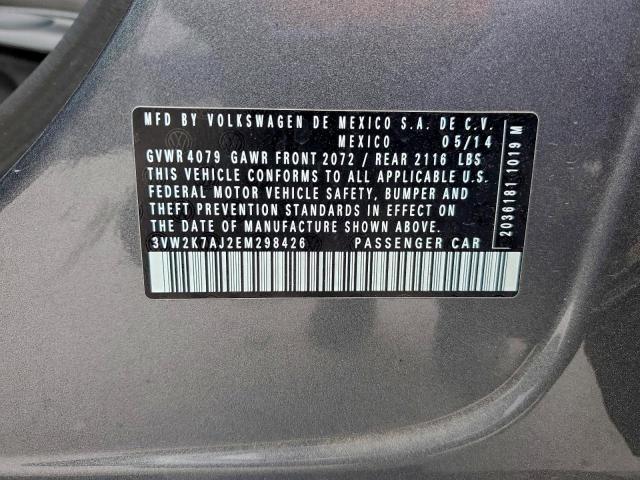 MFD BY VOLKSWAGEN DE MEXICO S.A. DE C.V.
MEXICO 05/14
GVWR 4079 GAWR FRONT 2072 / REAR 2116 LBS
THIS VEHICLE CONFORMS TO ALL APPLICABLE U.S.
FEDERAL MOTOR VEHICLE SAFETY, BUMPER AND
THEFT PREVENTION STANDARDS IN EFFECT ON
THE DATE OF MANUFACTURE SHOWN ABOVE.
3VW2K7AJ2EM298426 PASSENGER CAR
2036181 1019 M